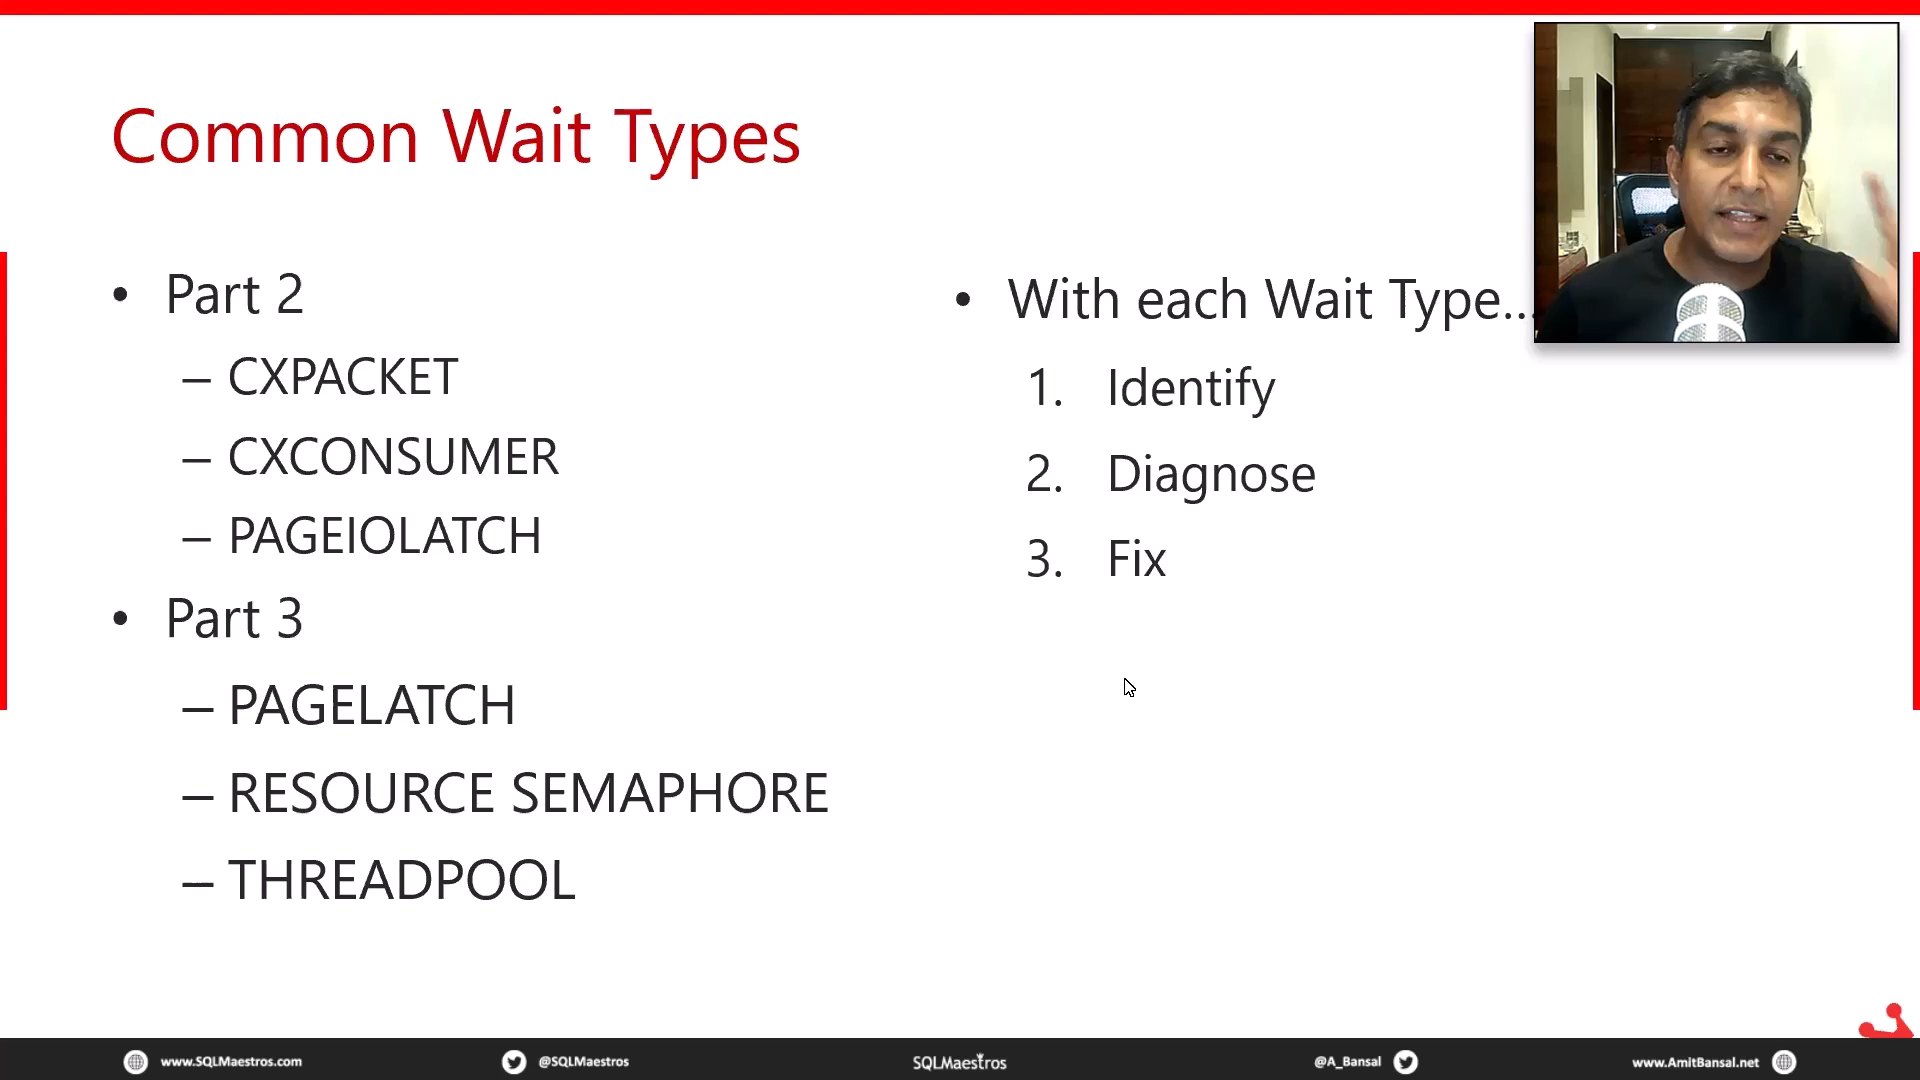 Common Wait Types
• Part 2
– CXPACKET
– CXCONSUMER
– PAGEIOLATCH
• Part 3
– PAGELATCH
– RESOURCE SEMAPHORE
– THREADPOOL
• With each Wait Type...
1. Identify
2. Diagnose
3. Fix
www.SQLMaestros.com
@SQLMaestros
SQLMaestros
@A_Bansal
www.AmitBansal.net